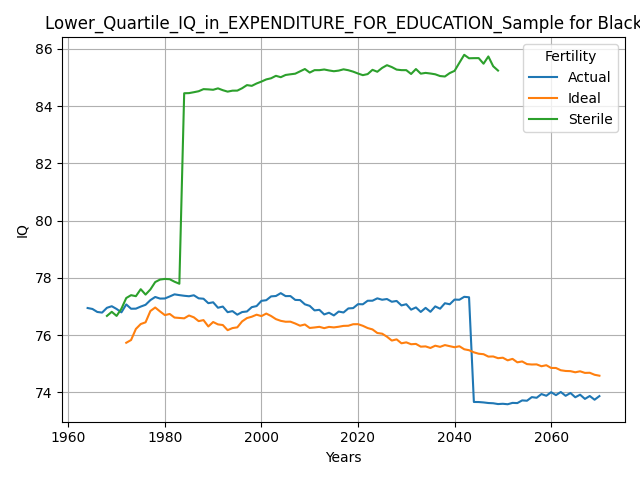 Lower_Quartile_IQ_in_EXPENDITURE_FOR_EDUCATION_Sample for Black
86
84
82
80
78
76
74
IQ
Fertility
Actual
Ideal
Sterile
1960 1980 2000 2020 2040 2060
Years